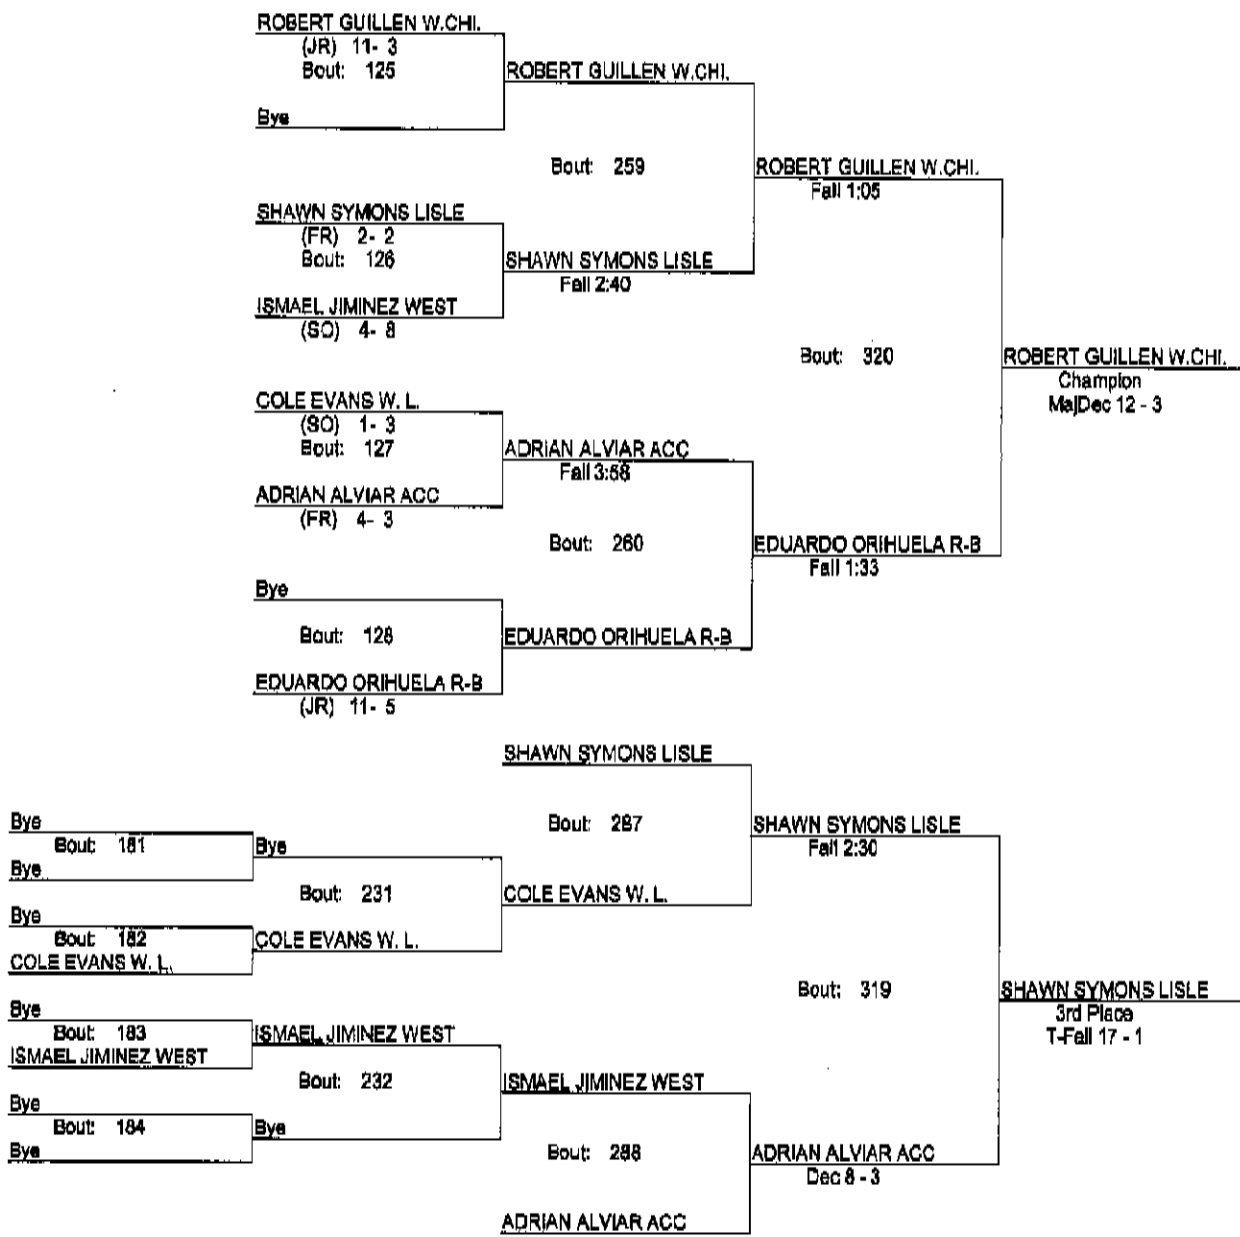 ROBERT GUILLEN W.CHI.
(JR) 11- 3
Bout: 125
ROBERT GUILLEN W.CHI.
Bye
Bout: 259
ROBERT GUILLEN W.CHI.
Fall 1:05
SHAWN SYMONS LISLE
(FR) 2- 2
Bout: 126
SHAWN SYMONS LISLE
Fall 2:40
ISMAEL JIMINEZ WEST
(SO) 4- 8
Bout: 320
ROBERT GUILLEN W.CHI.
Champion
MajDec 12 - 3
COLE EVANS W. L.
(SO) 1- 3
Bout: 127
ADRIAN ALVIAR ACC
Fall 3:58
ADRIAN ALVIAR ACC
(FR) 4- 3
Bout: 260
EDUARDO ORIHUELA R-B
Fall 1:33
Bye
Bout: 128
EDUARDO ORIHUELA R-B
EDUARDO ORIHUELA R-B
(JR) 11- 5
SHAWN SYMONS LISLE
Bye
Bout: 181
Bye
Bye
Bout: 287
SHAWN SYMONS LISLE
Fall 2:30
Bout: 231
COLE EVANS W. L.
Bye
Bout: 182
COLE EVANS W. L.
COLE EVANS W. L.
Bout: 319
SHAWN SYMONS LISLE
3rd Place
T-Fall 17 - 1
Bye
Bout: 183
ISMAEL JIMINEZ WEST
ISMAEL JIMINEZ WEST
Bout: 232
ISMAEL JIMINEZ WEST
Bye
Bout: 184
Bye
Bye
Bout: 288
ADRIAN ALVIAR ACC
Dec 8 - 3
ADRIAN ALVIAR ACC